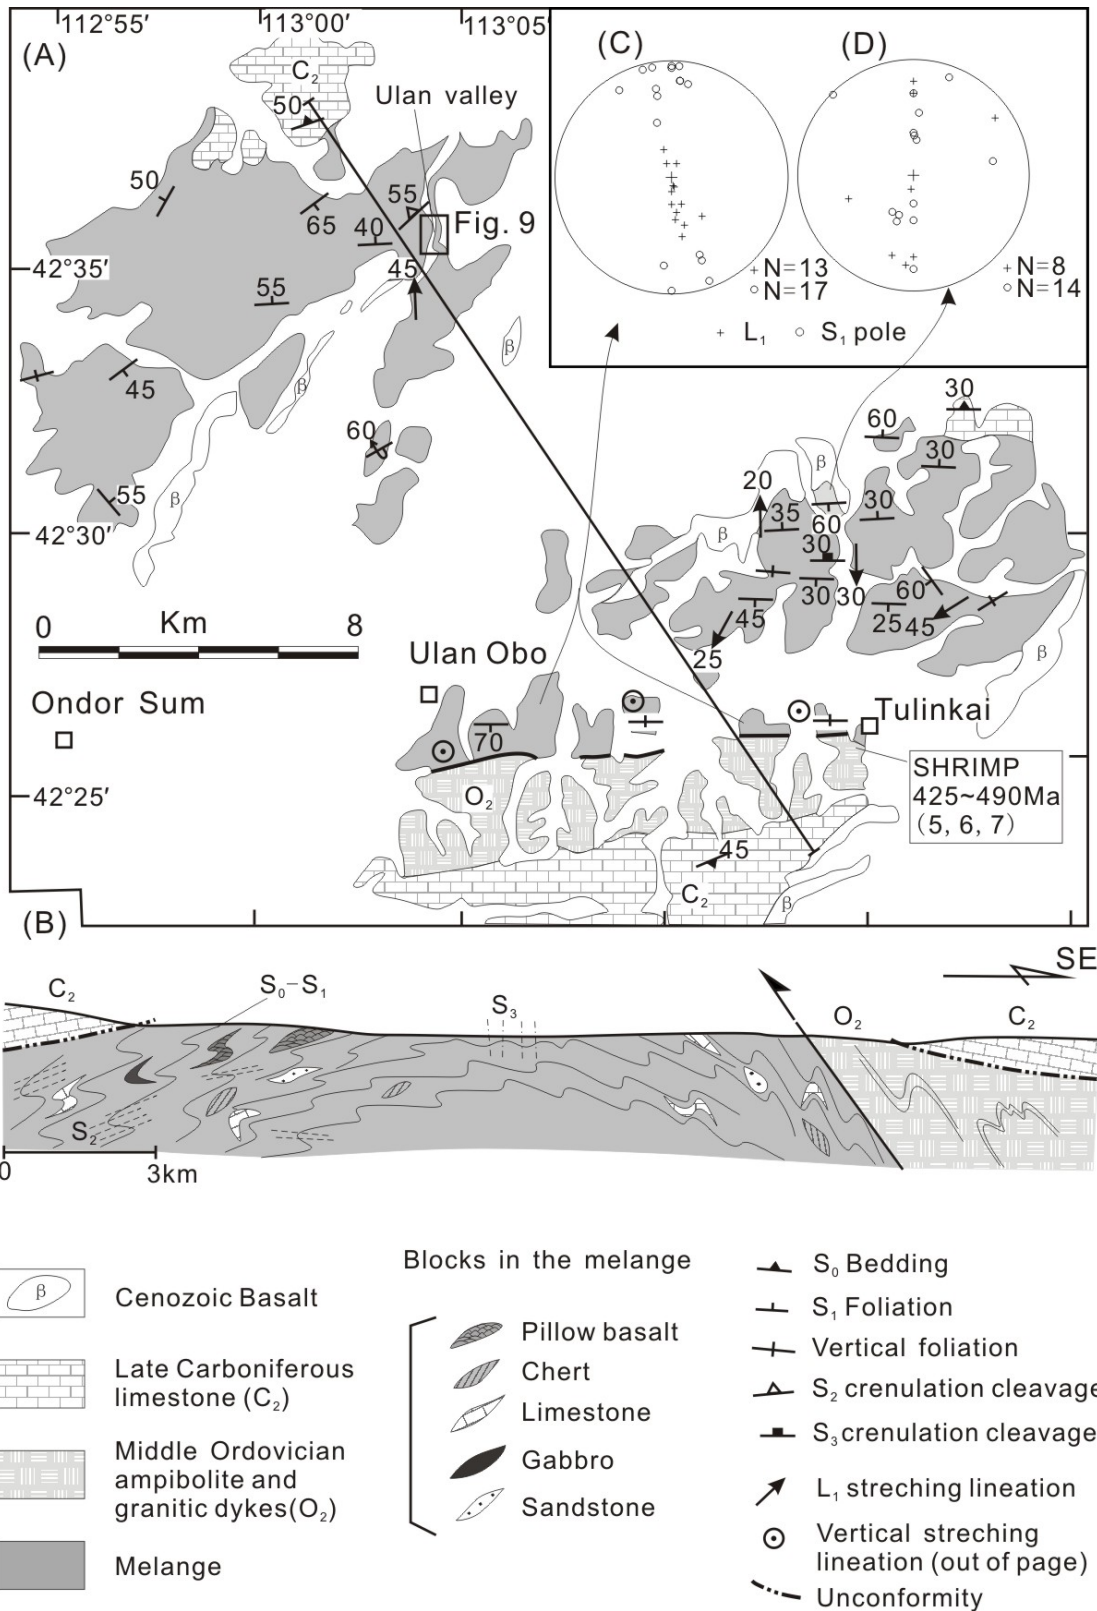 112°55′
113°00′
113°05′
(A)
(C)
(D)
C₂
50
Ulan valley
50
65
55
40
Fig. 9
42°35′
45
55
+ N=13
○ N=17
+ N=8
○ N=14
+ L₁ ○ S₁ pole
β
β
45
60
55
β
30
60
30
β
20
35
60
30
30
42°30′
β
30
30
60
45
25
45
25
β
0 Km 8
Ulan Obo
Ondor Sum
Tulinkai
70
SHRIMP
425~490Ma
(5, 6, 7)
42°25′
O₂
45
C₂
β
(B)
SE
C₂
S₀–S₁
S₃
O₂
C₂
S₂
0
3km
β
Cenozoic Basalt
Late Carboniferous
limestone (C₂)
Middle Ordovician
ampibolite and
granitic dykes(O₂)
Melange
Blocks in the melange
Pillow basalt
Chert
Limestone
Gabbro
Sandstone
S₀ Bedding
S₁ Foliation
Vertical foliation
S₂ crenulation cleavage
S₃crenulation cleavage
L₁ streching lineation
Vertical streching
lineation (out of page)
Unconformity